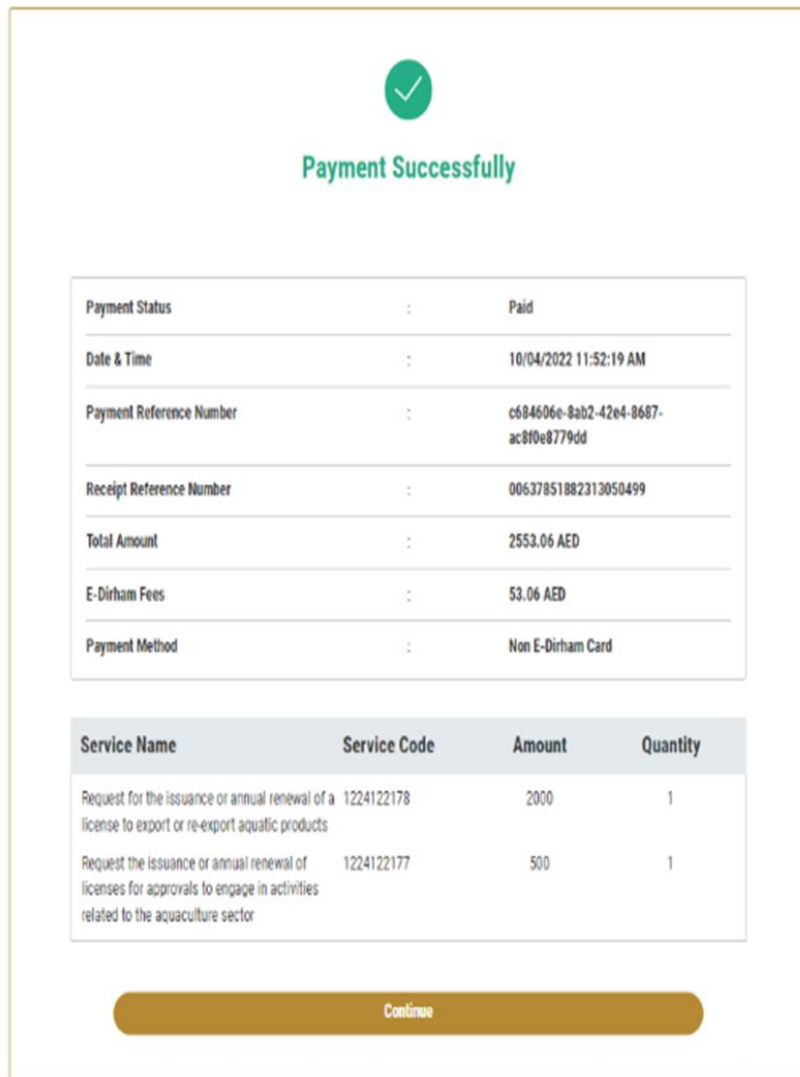 Payment Successfully
Payment Status : Paid
Date & Time : 10/04/2022 11:52:19 AM
Payment Reference Number : c684606e-8ab2-42e4-8687-
ac8f0e8779dd
Receipt Reference Number : 00637851882313050499
Total Amount : 2553.06 AED
E-Dirham Fees : 53.06 AED
Payment Method : Non E-Dirham Card
Service Name Service Code Amount Quantity
Request for the issuance or annual renewal of a 1224122178 2000 1
license to export or re-export aquatic products
Request the issuance or annual renewal of 1224122177 500 1
licenses for approvals to engage in activities
related to the aquaculture sector
Continue